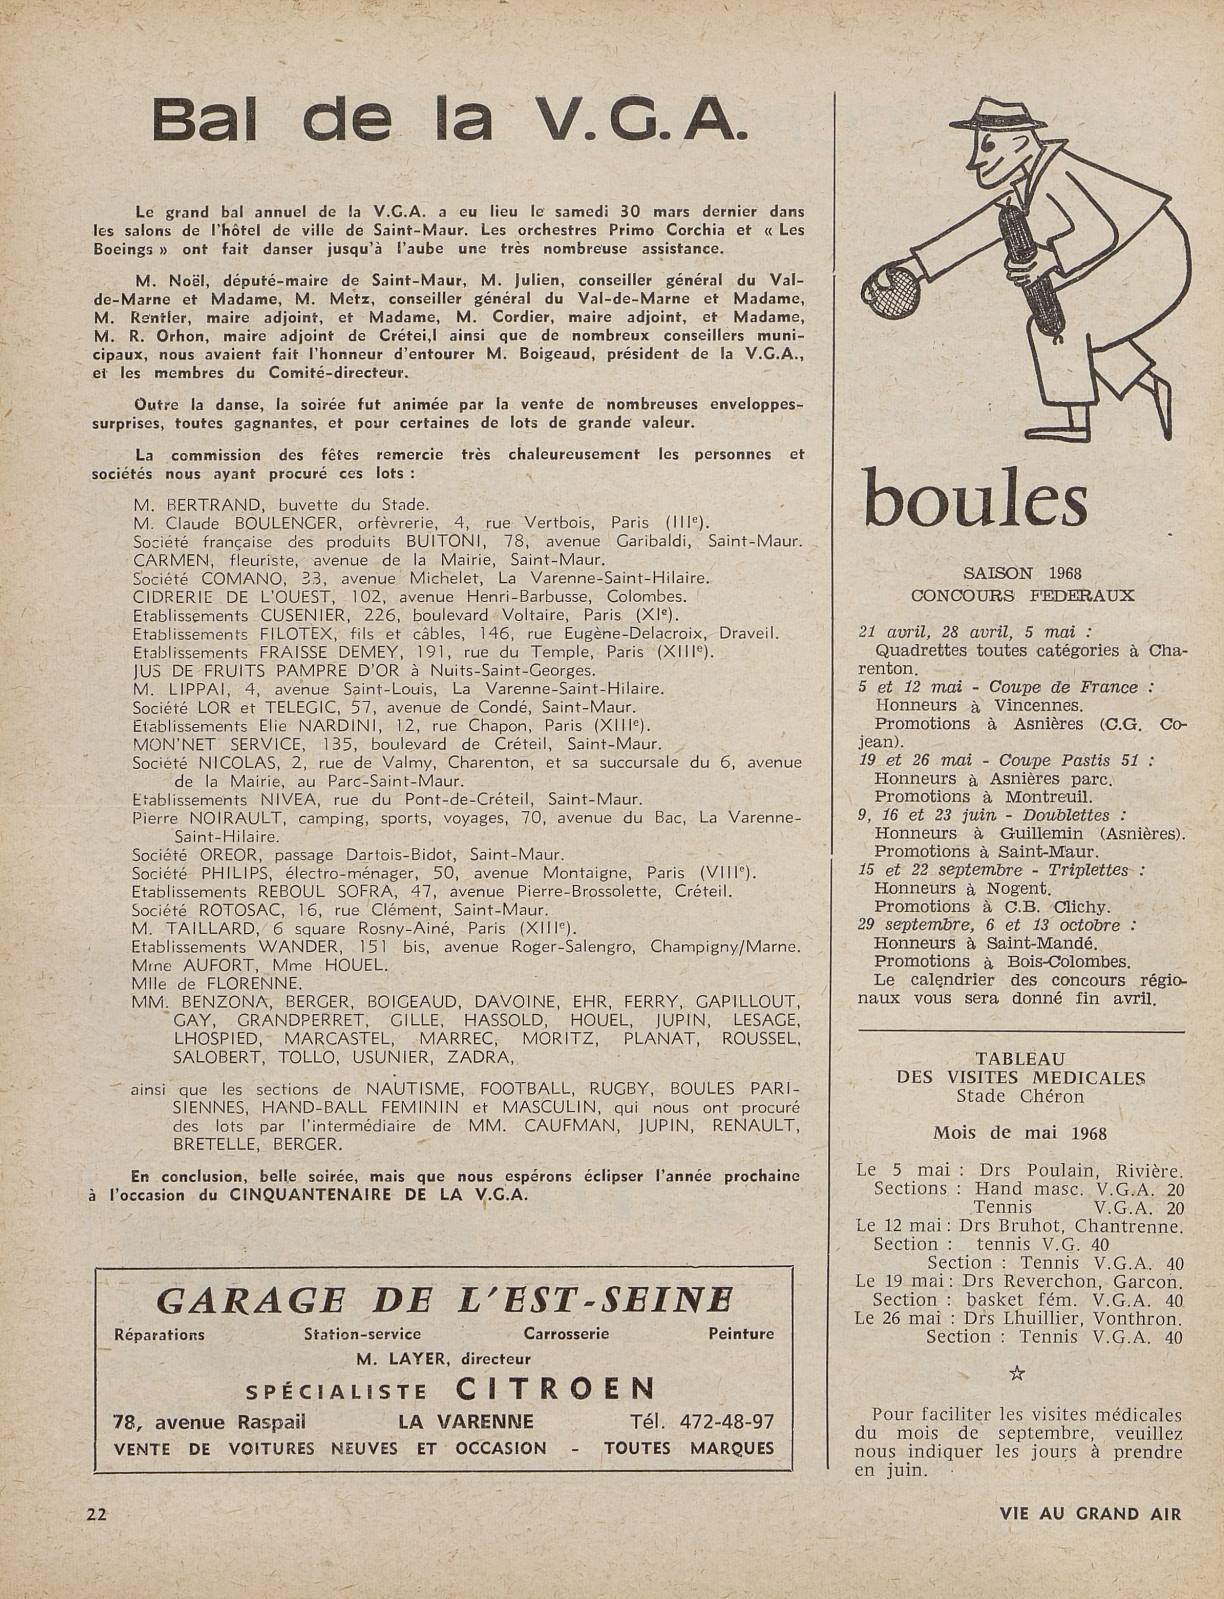 Bal de la V.G.A.
Le grand bal annuel de la V.G.A. a eu lieu le samedi 30 mars dernier dans
les salons de l'hôtel de ville de Saint-Maur. Les orchestres Primo Corchia et « Les
Boeings » ont fait danser jusqu'à l'aube une très nombreuse assistance.
M. Noël, député-maire de Saint-Maur, M. Julien, conseiller général du Val-
de-Marne et Madame, M. Metz, conseiller général du Val-de-Marne et Madame,
M. Rentler, maire adjoint, et Madame, M. Cordier, maire adjoint, et Madame,
M. R. Orhon, maire adjoint de Crétei,l ainsi que de nombreux conseillers muni-
cipaux, nous avaient fait l'honneur d'entourer M. Boigeaud, président de la V.G.A.,
et les membres du Comité-directeur.
Outre la danse, la soirée fut animée par la vente de nombreuses enveloppes-
surprises, toutes gagnantes, et pour certaines de lots de grande valeur.
La commission des fêtes remercie très chaleureusement les personnes et
sociétés nous ayant procuré ces lots :
M. BERTRAND, buvette du Stade.
M. Claude BOULENGER, orfèvrerie, 4, rue Vertbois, Paris (IIIe).
Société française des produits BUITONI, 78, avenue Garibaldi, Saint-Maur.
CARMEN, fleuriste, avenue de la Mairie, Saint-Maur.
Société COMANO, 33, avenue Michelet, La Varenne-Saint-Hilaire.
CIDRERIE DE L'OUEST, 102, avenue Henri-Barbusse, Colombes.
Etablissements CUSENIER, 226, boulevard Voltaire, Paris (XIe).
Etablissements FILOTEX, fils et câbles, 146, rue Eugène-Delacroix, Draveil.
Etablissements FRAISSE DEMEY, 191, rue du Temple, Paris (XIIIe).
JUS DE FRUITS PAMPRE D'OR à Nuits-Saint-Georges.
M. LIPPAI, 4, avenue Saint-Louis, La Varenne-Saint-Hilaire.
Société LOR et TELEGIC, 57, avenue de Condé, Saint-Maur.
Etablissements Elie NARDINI, 12, rue Chapon, Paris (XIIIe).
MON'NET SERVICE, 135, boulevard de Créteil, Saint-Maur.
Société NICOLAS, 2, rue de Valmy, Charenton, et sa succursale du 6, avenue
de la Mairie, au Parc-Saint-Maur.
Etablissements NIVEA, rue du Pont-de-Créteil, Saint-Maur.
Pierre NOIRAULT, camping, sports, voyages, 70, avenue du Bac, La Varenne-
Saint-Hilaire.
Société OREOR, passage Dartois-Bidot, Saint-Maur.
Société PHILIPS, électro-ménager, 50, avenue Montaigne, Paris (VIIIe).
Etablissements REBOUL SOFRA, 47, avenue Pierre-Brossolette, Créteil.
Société ROTOSAC, 16, rue Clément, Saint-Maur.
M. TAILLARD, 6 square Rosny-Ainé, Paris (XIIIe).
Etablissements WANDER, 151 bis, avenue Roger-Salengro, Champigny/Marne.
Mme AUFORT, Mme HOUEL.
Mlle de FLORENNE.
MM. BENZONA, BERGER, BOIGEAUD, DAVOINE, EHR, FERRY, GAPILLOUT,
GAY, GRANDPERRET, GILLE, HASSOLD, HOUEL, JUPIN, LESAGE,
LHOSPIED, MARCASTEL, MARREC, MORITZ, PLANAT, ROUSSEL,
SALOBERT, TOLLO, USUNIER, ZADRA,
ainsi que les sections de NAUTISME, FOOTBALL, RUGBY, BOULES PARI-
SIENNES, HAND-BALL FEMININ et MASCULIN, qui nous ont procuré
des lots par l'intermédiaire de MM. CAUFMAN, JUPIN, RENAULT,
BRETELLE, BERGER.
En conclusion, belle soirée, mais que nous espérons éclipser l'année prochaine
à l'occasion du CINQUANTENAIRE DE LA V.G.A.
GARAGE DE L'EST-SEINE
Réparations Station-service Carrosserie Peinture
M. LAYER, directeur
SPÉCIALISTE CITROEN
78, avenue Raspail LA VARENNE Tél. 472-48-97
VENTE DE VOITURES NEUVES ET OCCASION - TOUTES MARQUES
boules
SAISON 1968
CONCOURS FEDERAUX
21 avril, 28 avril, 5 mai :
Quadrettes toutes catégories à Cha-
renton.
5 et 12 mai - Coupe de France :
Honneurs à Vincennes.
Promotions à Asnières (C.G. Co-
jean).
19 et 26 mai - Coupe Pastis 51 :
Honneurs à Asnières parc.
Promotions à Montreuil.
9, 16 et 23 juin - Doublettes :
Honneurs à Guillemin (Asnières).
Promotions à Saint-Maur.
15 et 22 septembre - Triplettes :
Honneurs à Nogent.
Promotions à C.B. Clichy.
29 septembre, 6 et 13 octobre :
Honneurs à Saint-Mandé.
Promotions à Bois-Colombes.
Le calendrier des concours régio-
naux vous sera donné fin avril.
TABLEAU
DES VISITES MEDICALES
Stade Chéron
Mois de mai 1968
Le 5 mai : Drs Poulain, Rivière.
Sections : Hand masc. V.G.A. 20
Tennis V.G.A. 20
Le 12 mai : Drs Bruhot, Chantrenne.
Section : tennis V.G. 40
Section : Tennis V.G.A. 40
Le 19 mai : Drs Reverchon, Garcon.
Section : basket fém. V.G.A. 40
Le 26 mai : Drs Lhuillier, Vonthron.
Section : Tennis V.G.A. 40
☆
Pour faciliter les visites médicales
du mois de septembre, veuillez
nous indiquer les jours à prendre
en juin.
22
VIE AU GRAND AIR